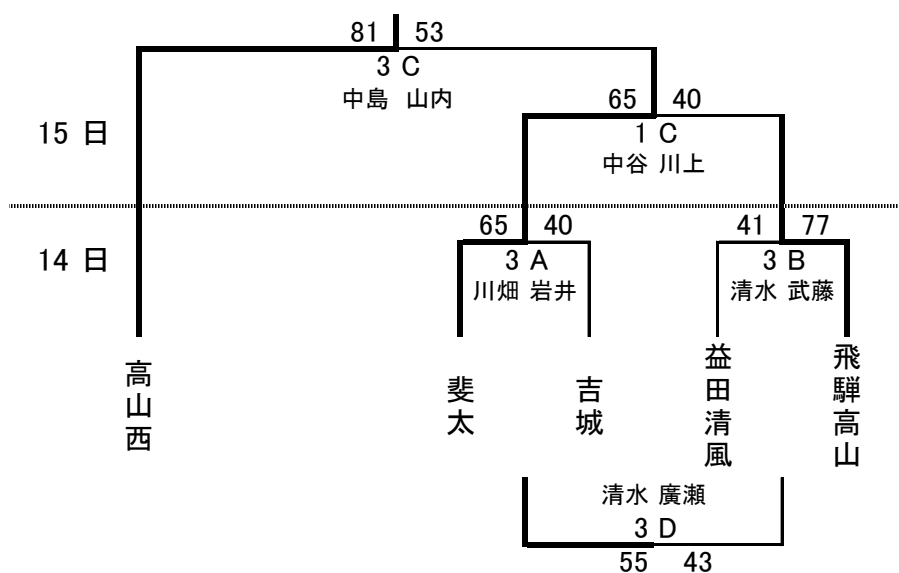 81 53
3 C
中島 山内
65 40
15 日
1 C
中谷 川上
65 40
41 77
14 日
3 A
3 B
川畑 岩井
清水 武藤
高山西
斐太
吉城
益田清風
飛騨高山
清水 廣瀬
3 D
55 43